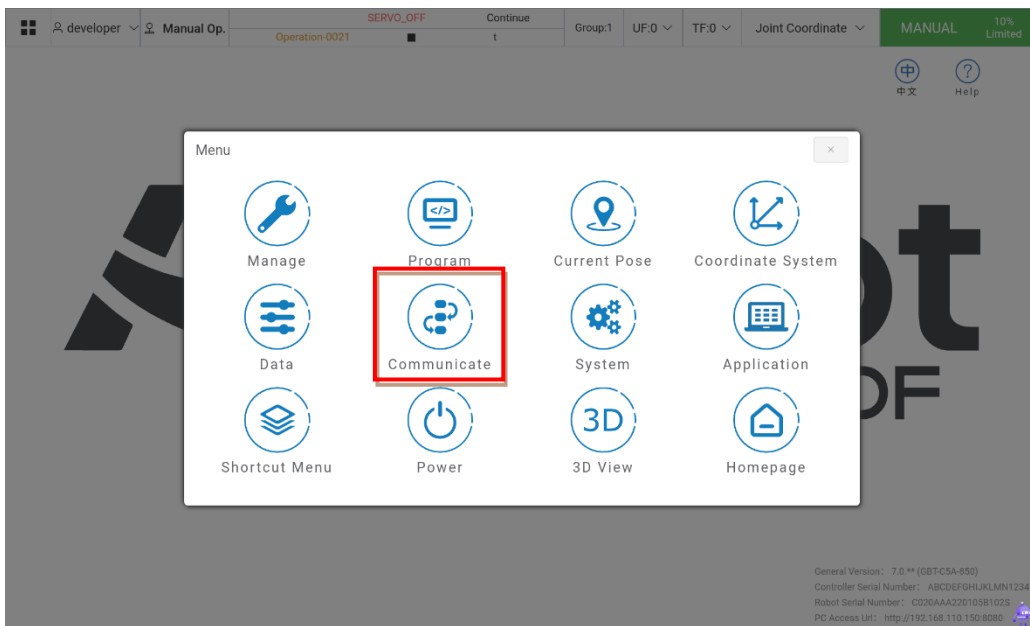 developer
Manual Op.
SERVO_OFF
Continue
Operation-0021
t
Group:1
UF:0
TF:0
Joint Coordinate
MANUAL
10%
Limited
中
中文
?
Help
Menu
×
</>
Manage
Program
Current Pose
Coordinate System
Data
Communicate
System
Application
3D
Shortcut Menu
Power
3D View
Homepage
ot
OF
General Version: 7.0.** (GBT-C5A-850)
Controller Serial Number: ABCDEFGHIJKLMN1234
Robot Serial Number: C020AAA220105B102S
PC Access Url: http://192.168.110.150:8080